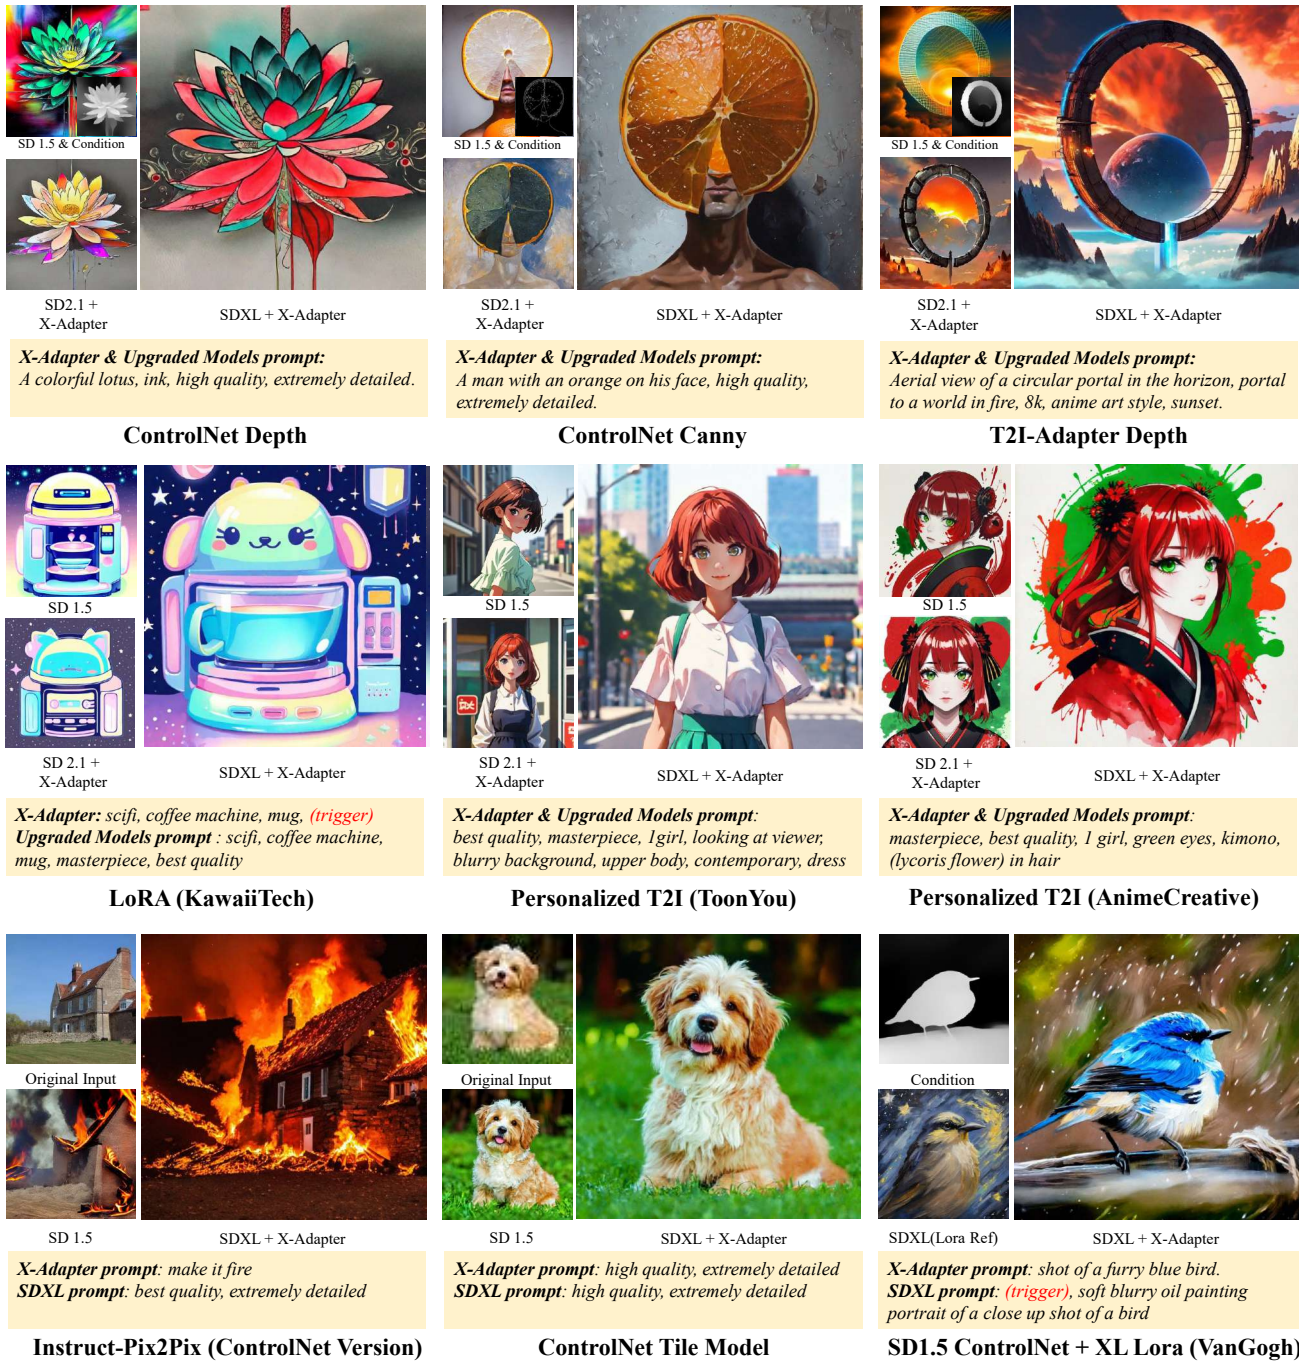 SD 1.5 & Condition
SD2.1 +
X-Adapter
SDXL + X-Adapter
X-Adapter & Upgraded Models prompt:
A colorful lotus, ink, high quality, extremely detailed.
ControlNet Depth
SD 1.5 & Condition
SD2.1 +
X-Adapter
SDXL + X-Adapter
X-Adapter & Upgraded Models prompt:
A man with an orange on his face, high quality,
extremely detailed.
ControlNet Canny
SD 1.5 & Condition
SD2.1 +
X-Adapter
SDXL + X-Adapter
X-Adapter & Upgraded Models prompt:
Aerial view of a circular portal in the horizon, portal
to a world in fire, 8k, anime art style, sunset.
T2I-Adapter Depth
SD 1.5
SD 2.1 +
X-Adapter
SDXL + X-Adapter
X-Adapter: scifi, coffee machine, mug, (trigger)
Upgraded Models prompt : scifi, coffee machine,
mug, masterpiece, best quality
LoRA (KawaiiTech)
SD 1.5
SD 2.1 +
X-Adapter
SDXL + X-Adapter
X-Adapter & Upgraded Models prompt:
best quality, masterpiece, 1girl, looking at viewer,
blurry background, upper body, contemporary, dress
Personalized T2I (ToonYou)
SD 1.5
SD 2.1 +
X-Adapter
SDXL + X-Adapter
X-Adapter & Upgraded Models prompt:
masterpiece, best quality, 1 girl, green eyes, kimono,
(lycoris flower) in hair
Personalized T2I (AnimeCreative)
Original Input
SD 1.5
SDXL + X-Adapter
X-Adapter prompt: make it fire
SDXL prompt: best quality, extremely detailed
Instruct-Pix2Pix (ControlNet Version)
Original Input
SD 1.5
SDXL + X-Adapter
X-Adapter prompt: high quality, extremely detailed
SDXL prompt: high quality, extremely detailed
ControlNet Tile Model
Condition
SDXL(Lora Ref)
SDXL + X-Adapter
X-Adapter prompt: shot of a furry blue bird.
SDXL prompt: (trigger), soft blurry oil painting
portrait of a close up shot of a bird
SD1.5 ControlNet + XL Lora (VanGogh)